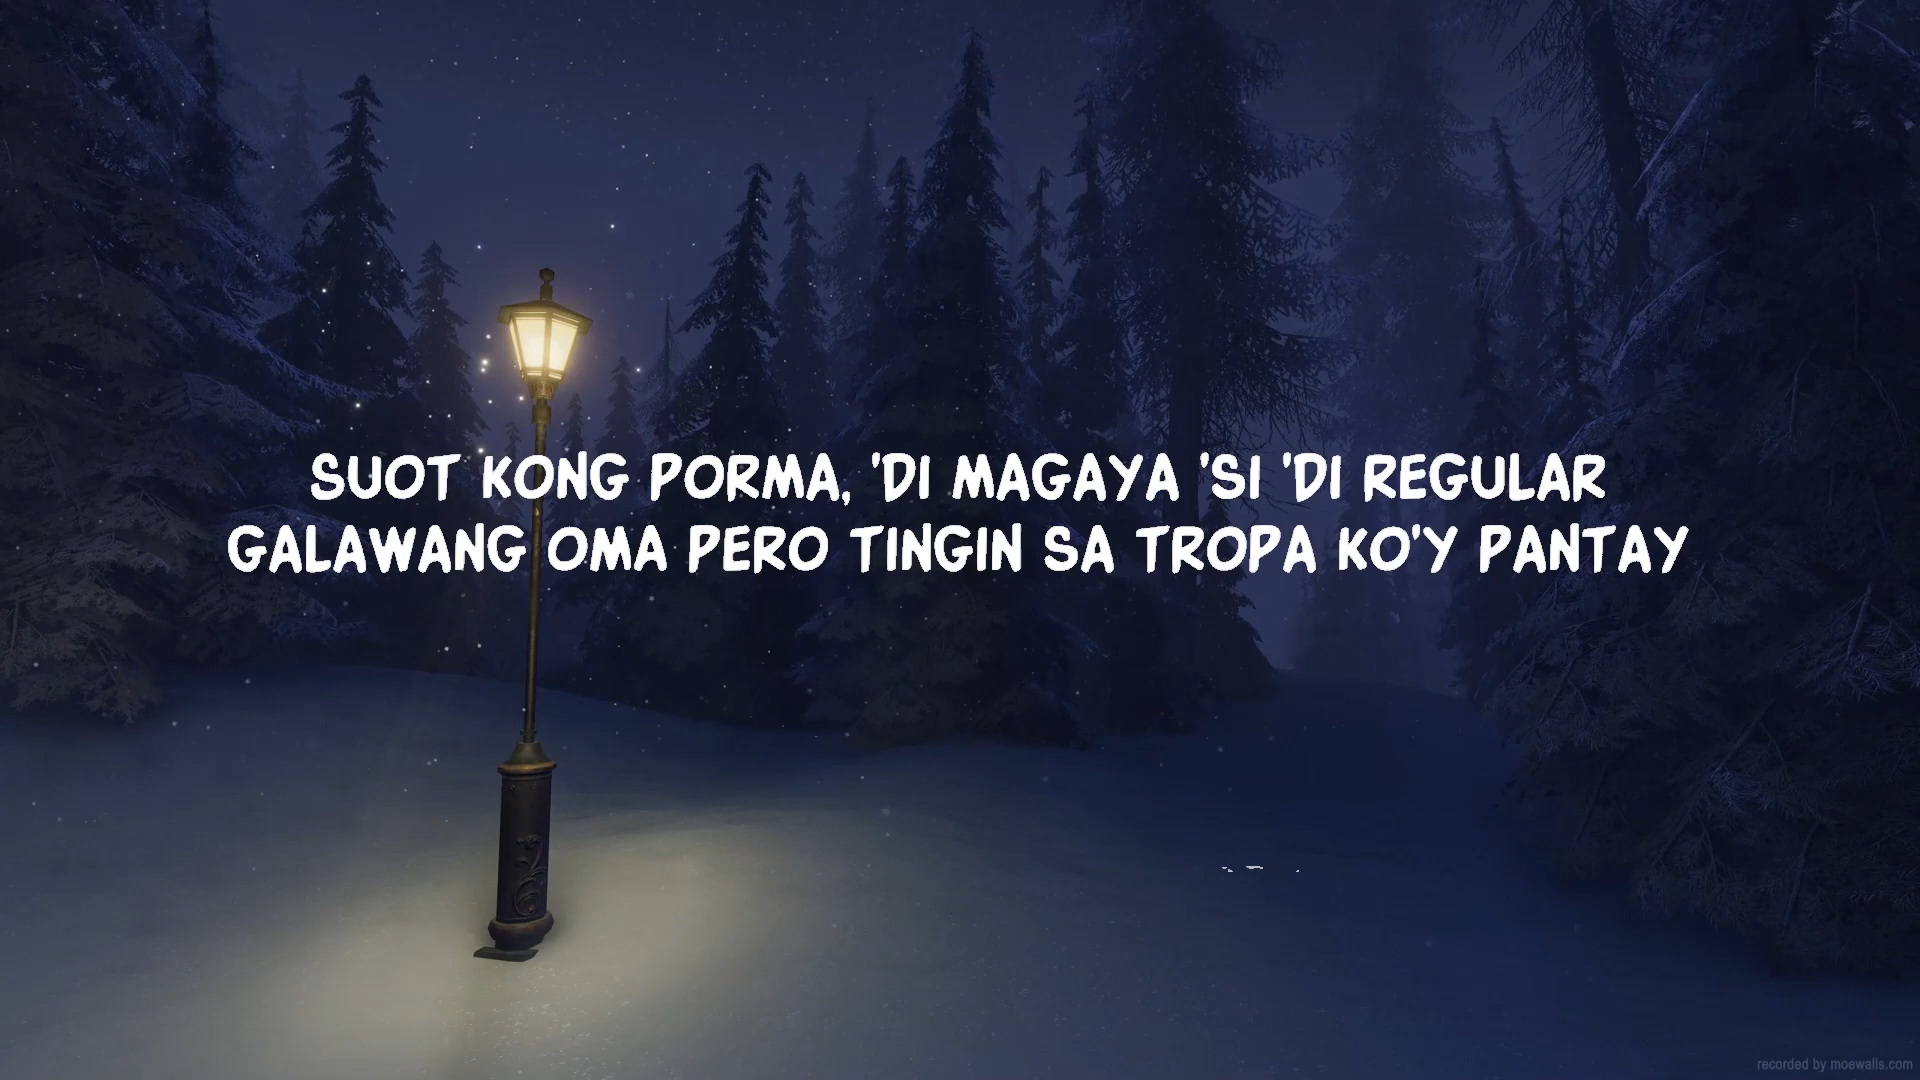 SUOT KONG PORMA, 'DI MAGAYA 'SI 'DI REGULAR
GALAWANG OMA PERO TINGIN SA TROPA KO'Y PANTAY
recorded by moewalls.com